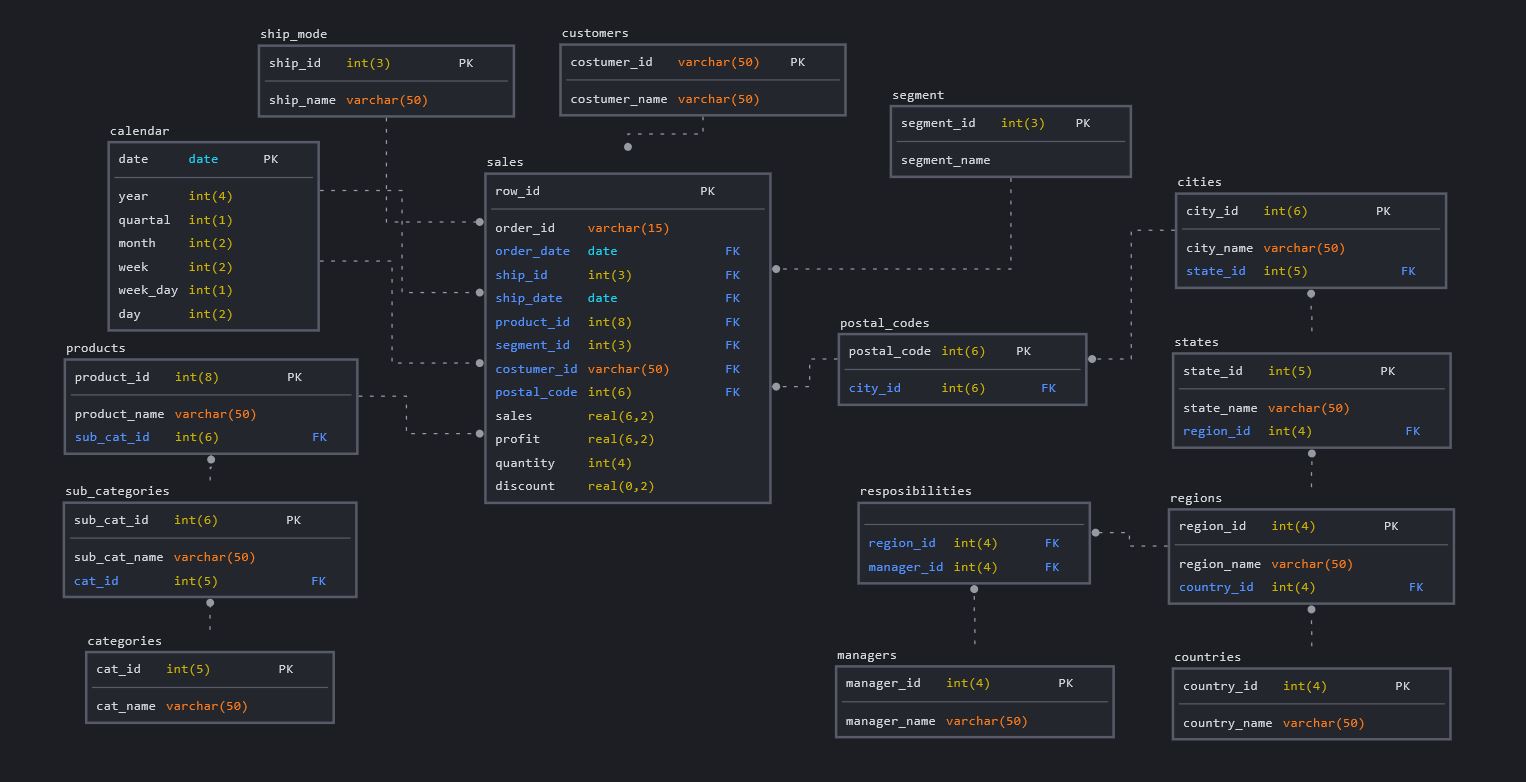 ship_mode
ship_id int(3) PK
ship_name varchar(50)
customers
costumer_id varchar(50) PK
costumer_name varchar(50)
segment
segment_id int(3) PK
segment_name
calendar
date date PK
year int(4)
quartal int(1)
month int(2)
week int(2)
week_day int(1)
day int(2)
sales
row_id PK
order_id varchar(15)
order_date date FK
ship_id int(3) FK
ship_date date FK
product_id int(8) FK
segment_id int(3) FK
costumer_id varchar(50) FK
postal_code int(6) FK
sales real(6,2)
profit real(6,2)
quantity int(4)
discount real(0,2)
cities
city_id int(6) PK
city_name varchar(50)
state_id int(5) FK
postal_codes
postal_code int(6) PK
city_id int(6) FK
states
state_id int(5) PK
state_name varchar(50)
region_id int(4) FK
products
product_id int(8) PK
product_name varchar(50)
sub_cat_id int(6) FK
sub_categories
sub_cat_id int(6) PK
sub_cat_name varchar(50)
cat_id int(5) FK
categories
cat_id int(5) PK
cat_name varchar(50)
resposibilities
region_id int(4) FK
manager_id int(4) FK
regions
region_id int(4) PK
region_name varchar(50)
country_id int(4) FK
managers
manager_id int(4) PK
manager_name varchar(50)
countries
country_id int(4) PK
country_name varchar(50)